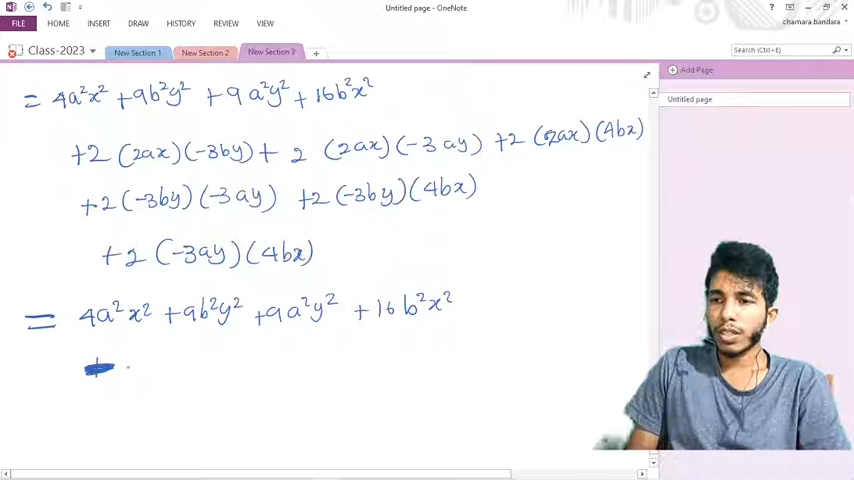 Untitled page - OneNote
FILE HOME INSERT DRAW HISTORY REVIEW VIEW
chamara bandara
Class-2023 New Section 1 New Section 2 New Section 3 +
Search (Ctrl+E)
Add Page
Untitled page
= 4a²x² + 9b²y² + 9a²y² + 16b²x²
+2 (2ax)(-3by) + 2 (2ax)(-3ay) +2 (2ax)(4bx)
+2(-3by)(-3ay) +2(-3by)(4bx)
+2 (-3ay)(4bx)
= 4a²x² +9b²y² +9a²y² +16b²x²